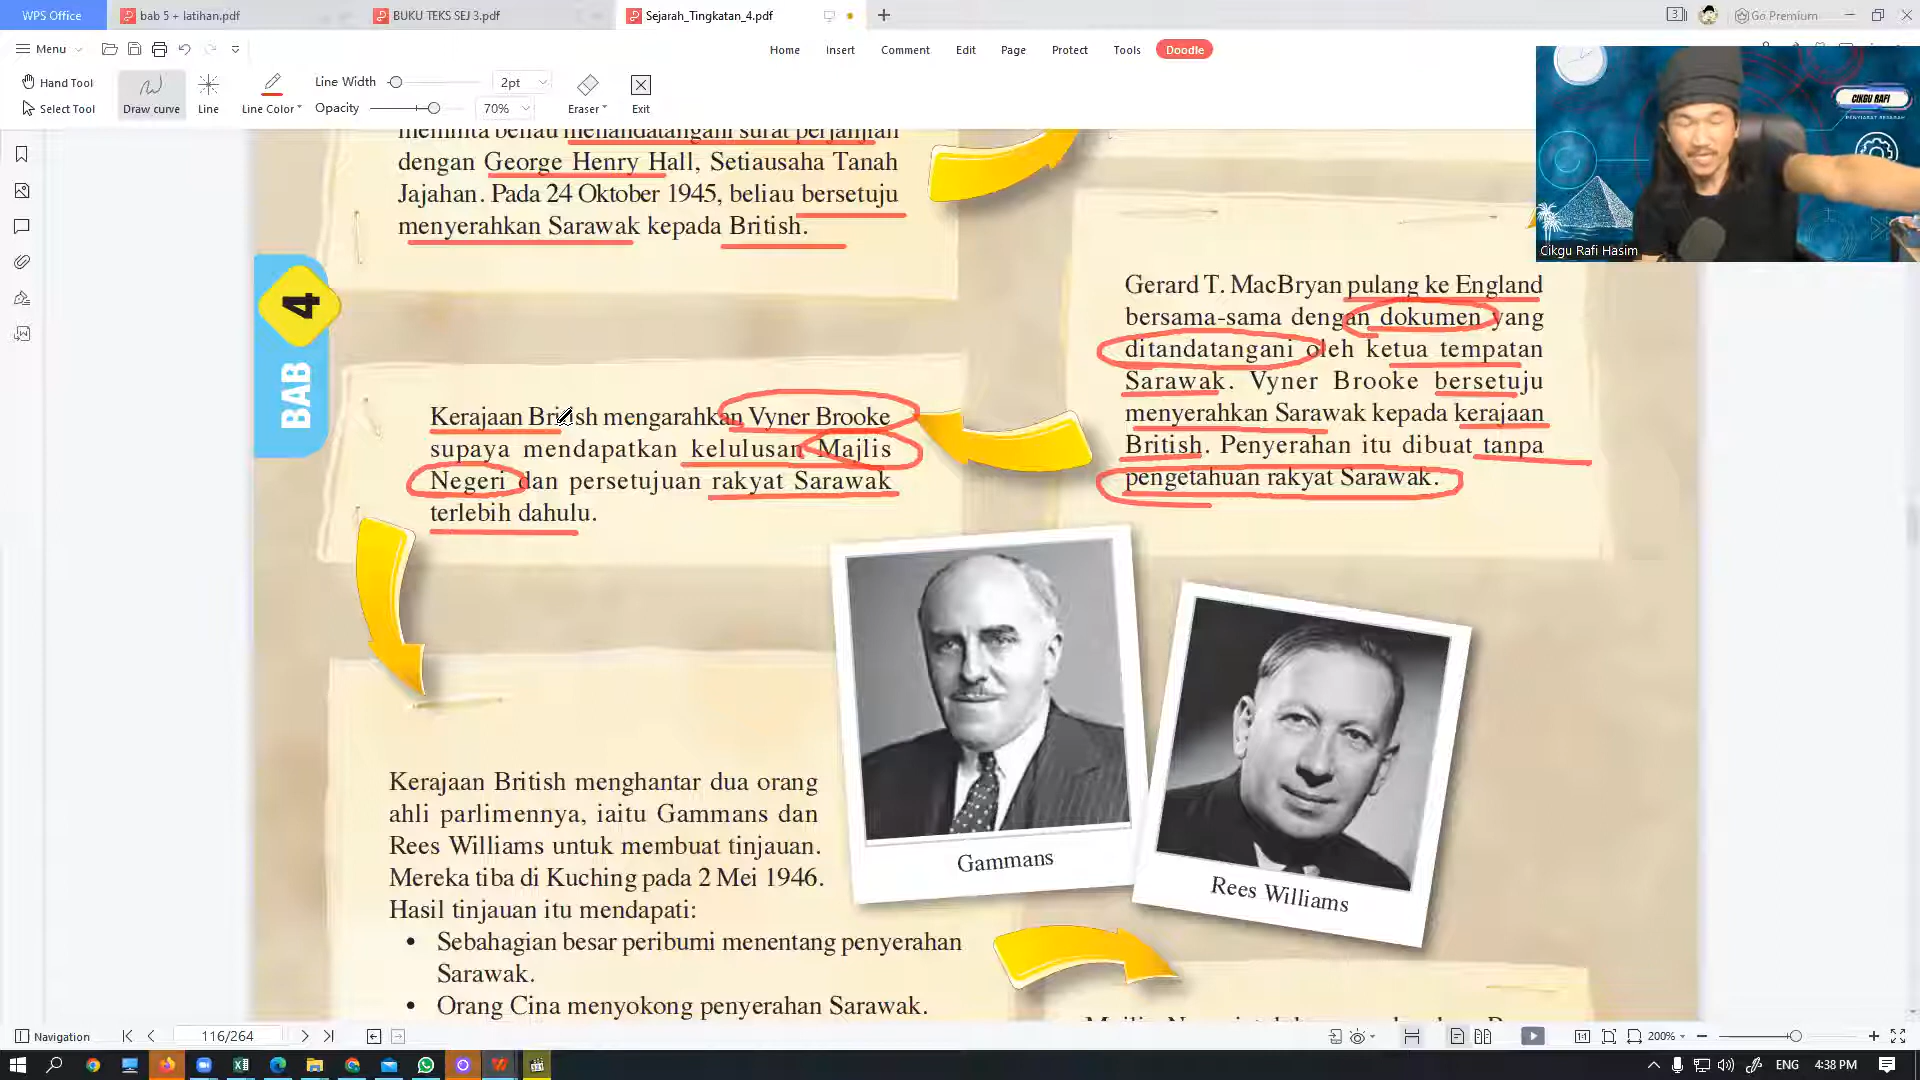 WPS Office
bab 5 + latihan.pdf
BUKU TEKS SEJ 3.pdf
Sejarah_Tingkatan_4.pdf
3
Go Premium
Menu
Home
Insert
Comment
Edit
Page
Protect
Tools
Doodle
Hand Tool
Select Tool
Draw curve
Line
Line Color
Line Width
2pt
Opacity
70%
Eraser
Exit
CIKGU RAFI
PENYIARAT SEJARAH
Cikgu Rafi Hasim
meminta beliau menandatangani surat perjanjian
dengan George Henry Hall, Setiausaha Tanah
Jajahan. Pada 24 Oktober 1945, beliau bersetuju
menyerahkan Sarawak kepada British.
Gerard T. MacBryan pulang ke England
bersama-sama dengan dokumen yang
ditandatangani oleh ketua tempatan
Sarawak. Vyner Brooke bersetuju
menyerahkan Sarawak kepada kerajaan
British. Penyerahan itu dibuat tanpa
pengetahuan rakyat Sarawak.
BAB 4
Kerajaan British mengarahkan Vyner Brooke
supaya mendapatkan kelulusan Majlis
Negeri dan persetujuan rakyat Sarawak
terlebih dahulu.
Gammans
Rees Williams
Kerajaan British menghantar dua orang
ahli parlimennya, iaitu Gammans dan
Rees Williams untuk membuat tinjauan.
Mereka tiba di Kuching pada 2 Mei 1946.
Hasil tinjauan itu mendapati:
• Sebahagian besar peribumi menentang penyerahan
Sarawak.
• Orang Cina menyokong penyerahan Sarawak.
Navigation
116/264
200%
ENG
4:38 PM